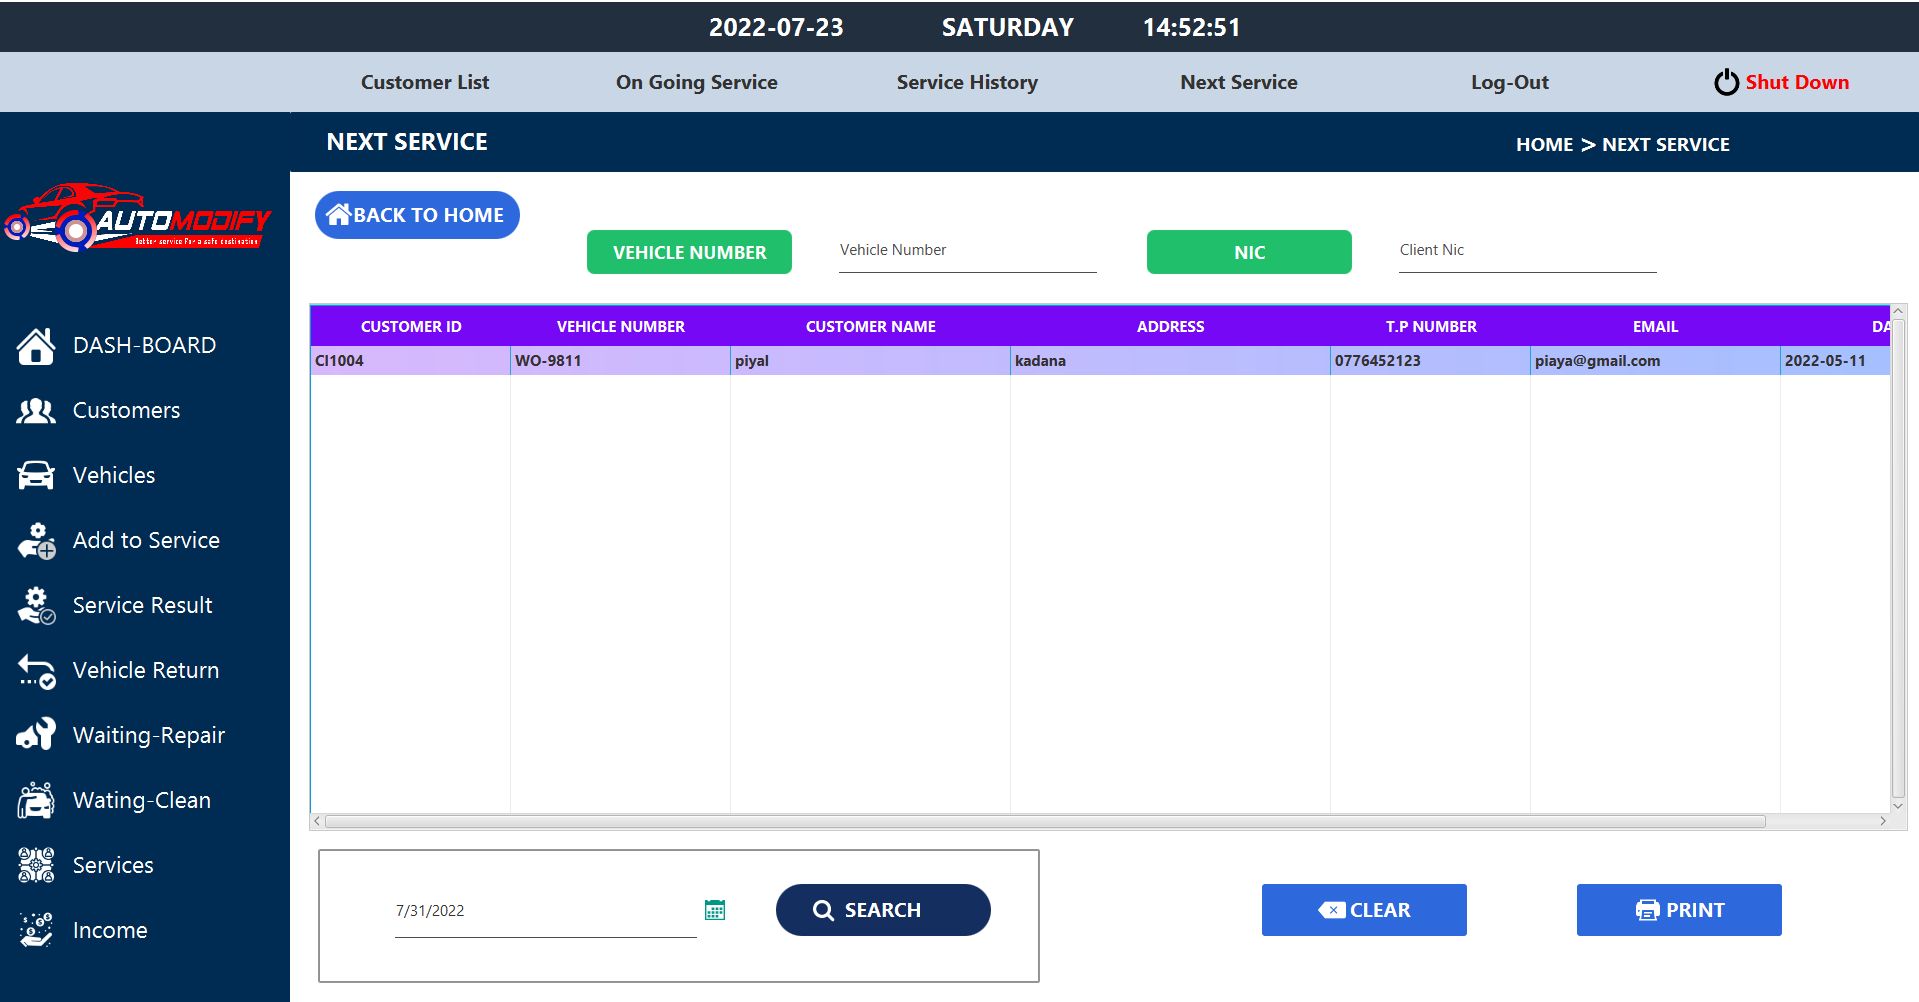 2022-07-23 SATURDAY 14:52:51
Customer List On Going Service Service History Next Service Log-Out Shut Down
NEXT SERVICE HOME > NEXT SERVICE
AUTOMODIFY
Better service For a safe destination
BACK TO HOME
VEHICLE NUMBER Vehicle Number NIC Client Nic
CUSTOMER ID VEHICLE NUMBER CUSTOMER NAME ADDRESS T.P NUMBER EMAIL DA
CI1004 WO-9811 piyal kadana 0776452123 piaya@gmail.com 2022-05-11
DASH-BOARD
Customers
Vehicles
Add to Service
Service Result
Vehicle Return
Waiting-Repair
Wating-Clean
Services
Income
7/31/2022 SEARCH CLEAR PRINT